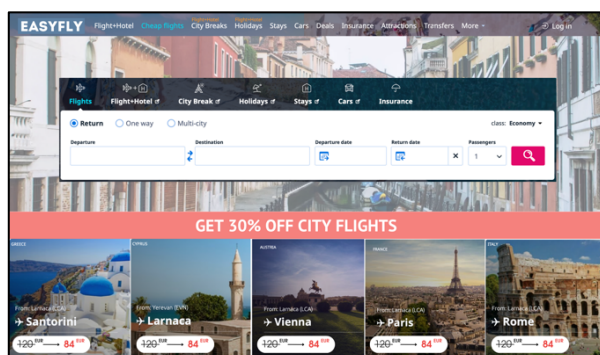 EASYFLY
Flight+Hotel Cheap flights City Breaks Holidays Stays Cars Deals Insurance Attractions Transfers More Log in
Flights Flight+Hotel City Break Holidays Stays Cars Insurance
Return One way Multi-city class: Economy
Departure Destination Departure date Return date Passengers
1
GET 30% OFF CITY FLIGHTS
GREECE CYPRUS AUSTRIA FRANCE ITALY
From: Larnaca (LCA) From: Yerevan (EVN) From: Larnaca (LCA) From: Larnaca (LCA) From: Larnaca (LCA)
Santorini Larnaca Vienna Paris Rome
120 EUR 84 EUR 120 EUR 84 EUR 120 EUR 84 EUR 120 EUR 84 EUR 120 EUR 84 EUR